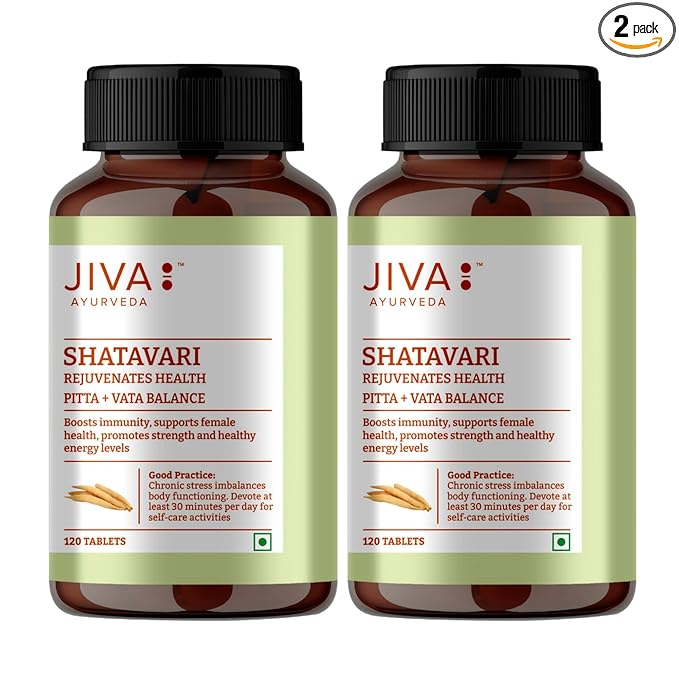 2
pack
JIVA ™
AYURVEDA
SHATAVARI
REJUVENATES HEALTH
PITTA + VATA BALANCE
Boosts immunity, supports female
health, promotes strength and healthy
energy levels
Good Practice:
Chronic stress imbalances
body functioning. Devote at
least 30 minutes per day for
self-care activities
120 TABLETS
JIVA ™
AYURVEDA
SHATAVARI
REJUVENATES HEALTH
PITTA + VATA BALANCE
Boosts immunity, supports female
health, promotes strength and healthy
energy levels
Good Practice:
Chronic stress imbalances
body functioning. Devote at
least 30 minutes per day for
self-care activities
120 TABLETS